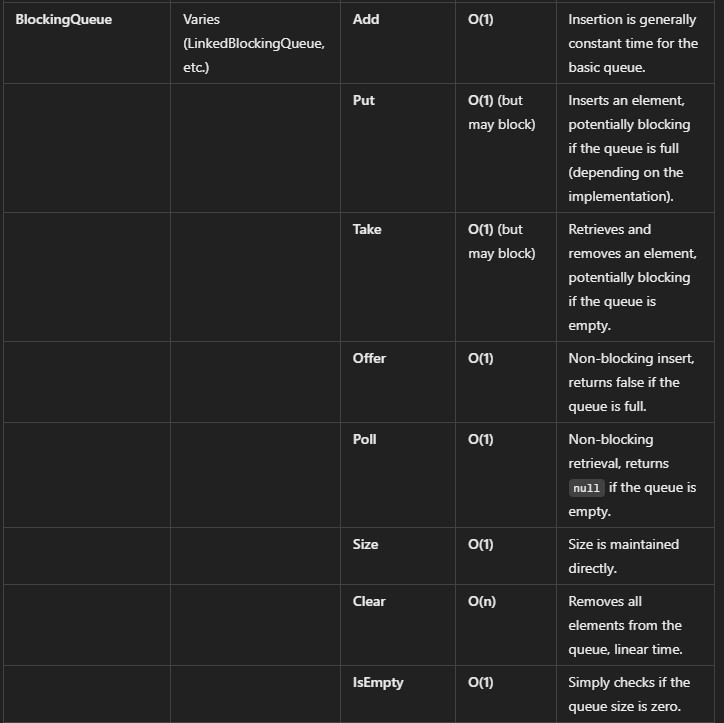 BlockingQueue
Varies
(LinkedBlockingQueue,
etc.)
Add
O(1)
Insertion is generally
constant time for the
basic queue.
Put
O(1) (but
may block)
Inserts an element,
potentially blocking
if the queue is full
(depending on the
implementation).
Take
O(1) (but
may block)
Retrieves and
removes an element,
potentially blocking
if the queue is
empty.
Offer
O(1)
Non-blocking insert,
returns false if the
queue is full.
Poll
O(1)
Non-blocking
retrieval, returns
null if the queue is
empty.
Size
O(1)
Size is maintained
directly.
Clear
O(n)
Removes all
elements from the
queue, linear time.
IsEmpty
O(1)
Simply checks if the
queue size is zero.